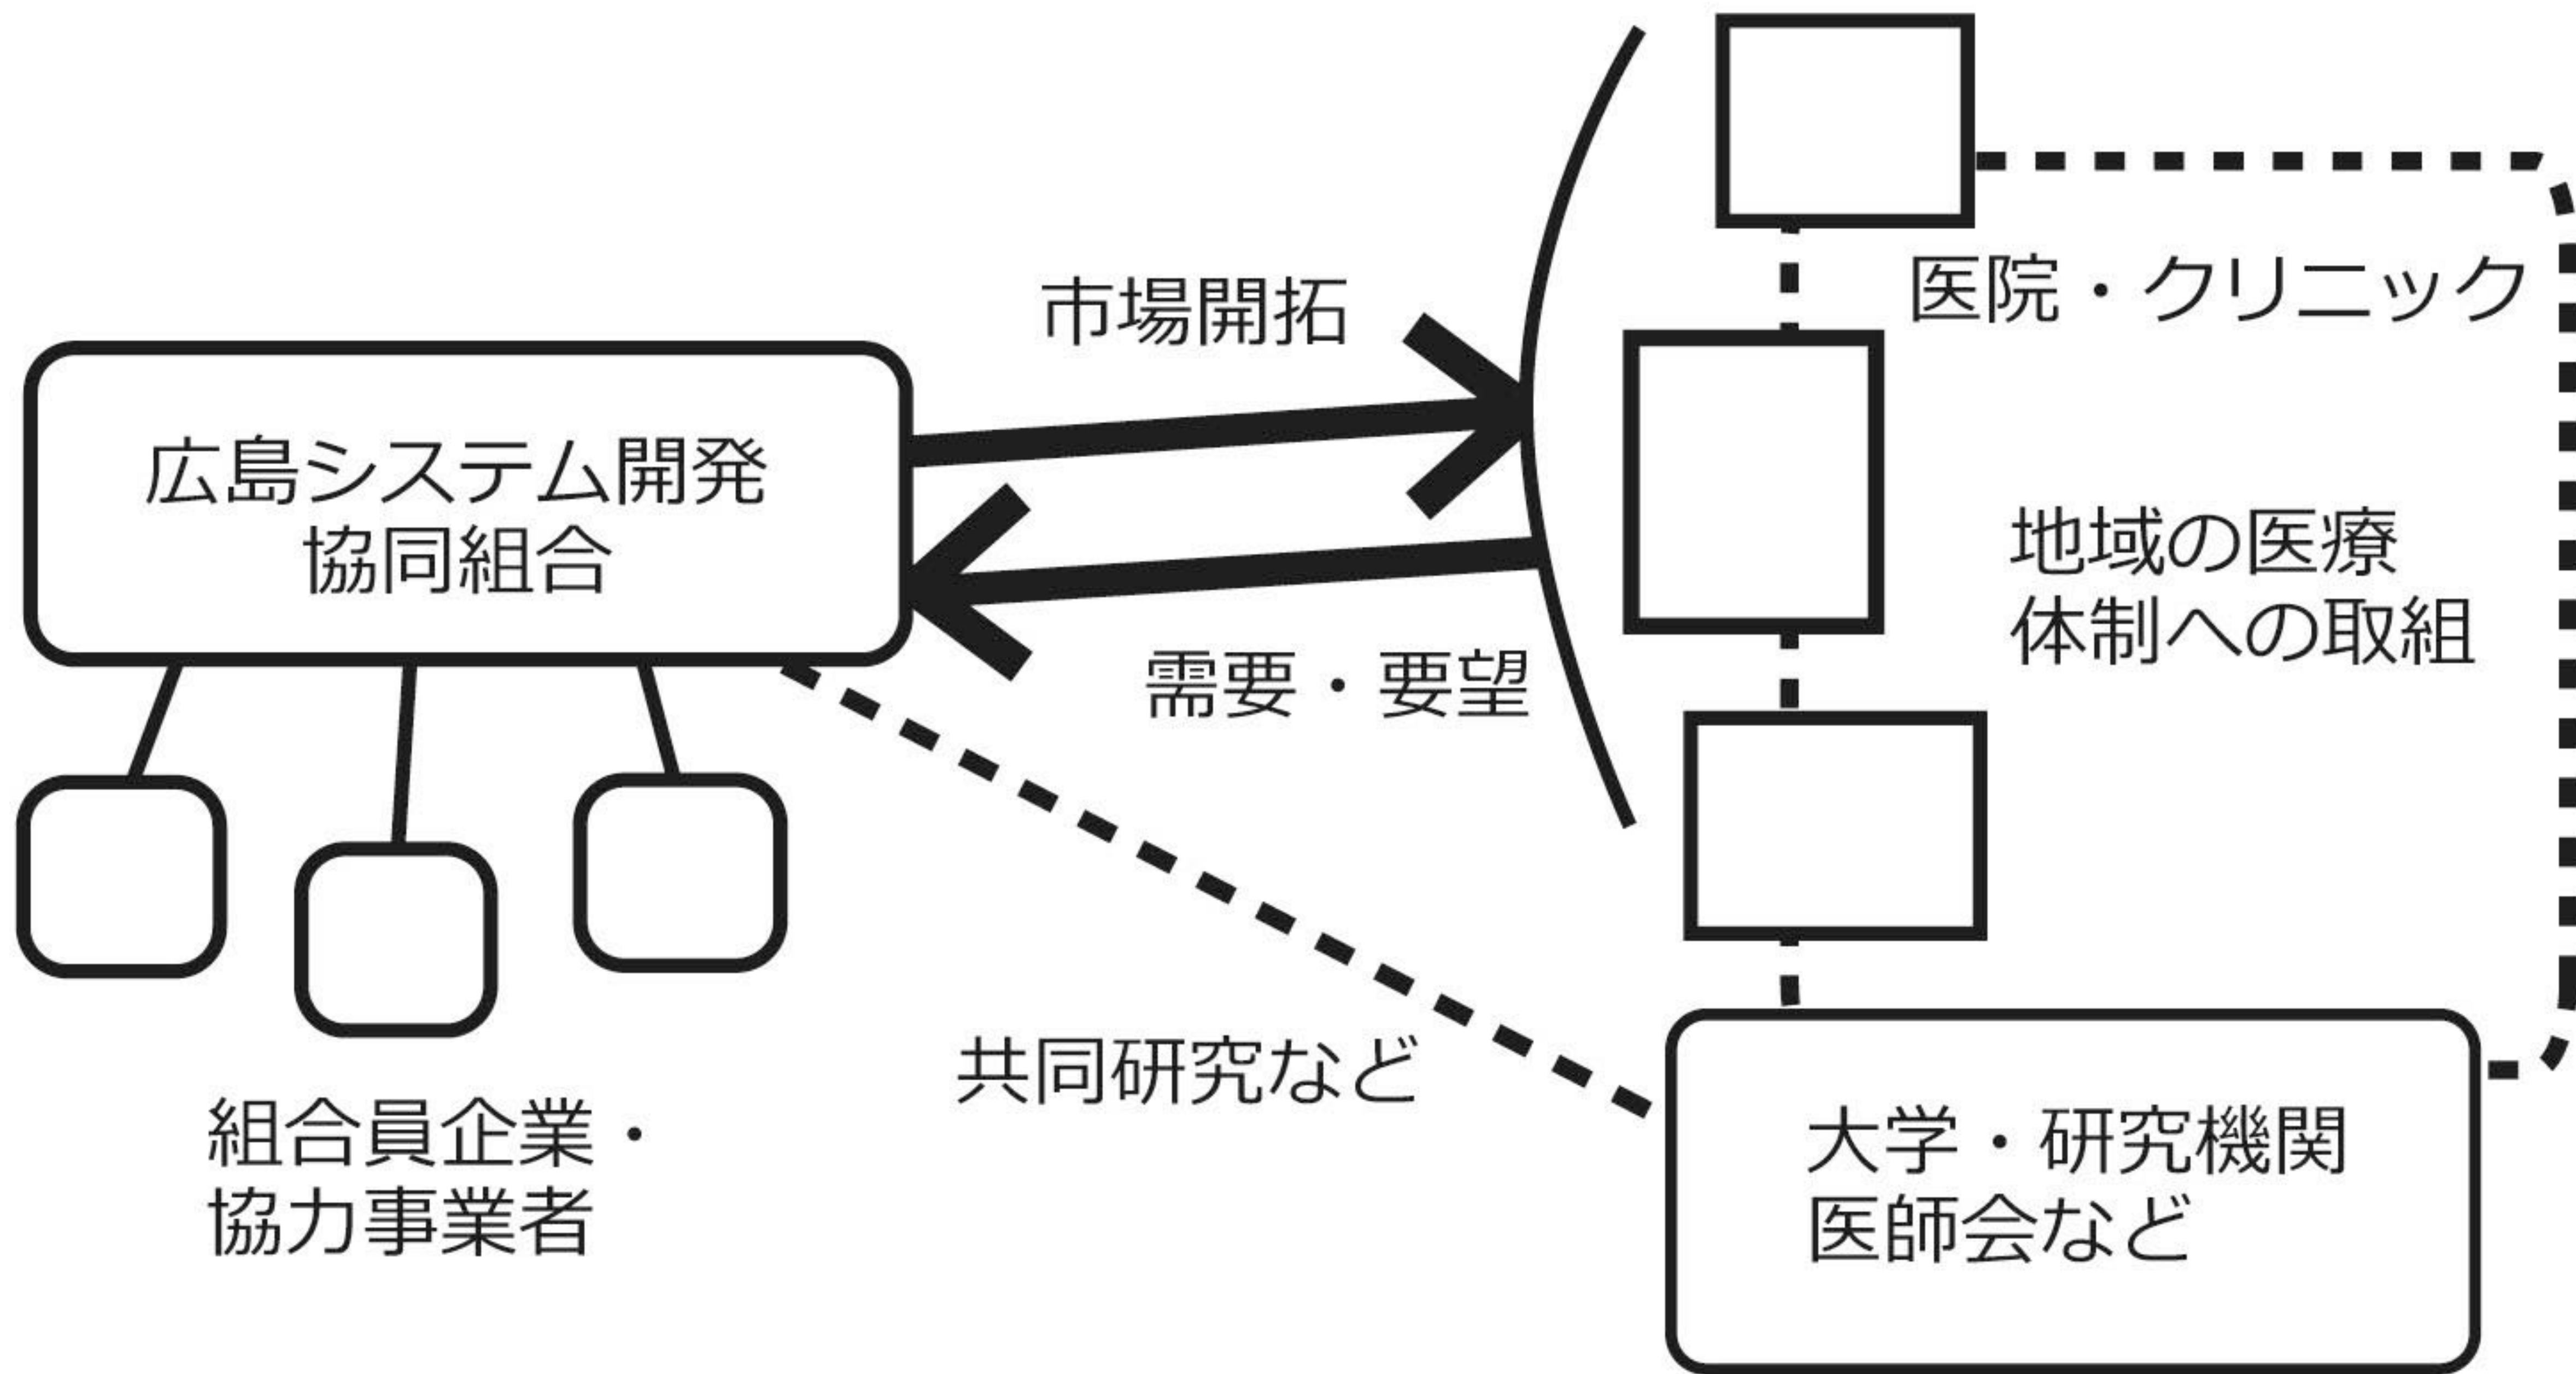 市場開拓
医院・クリニック
広島システム開発
協同組合
地域の医療
体制への取組
需要・要望
共同研究など
組合員企業・
協力事業者
大学・研究機関
医師会など